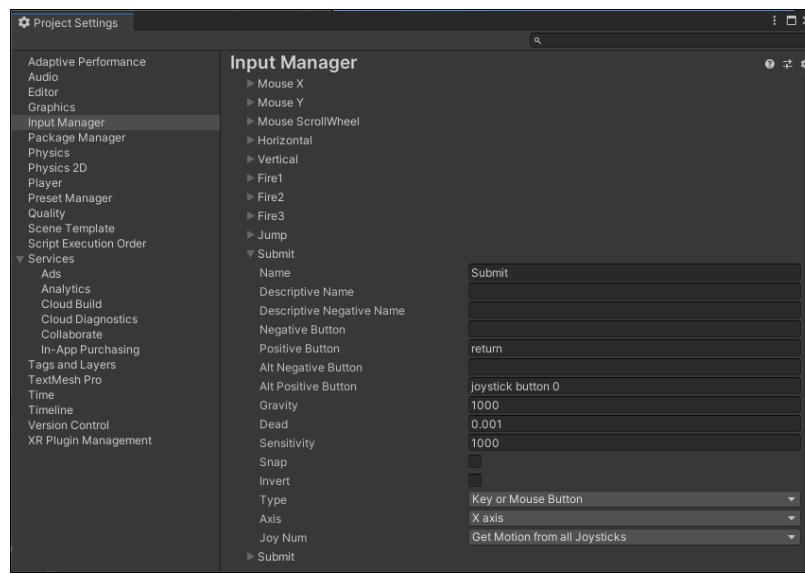 Project Settings
Adaptive Performance
Audio
Editor
Graphics
Input Manager
Package Manager
Physics
Physics 2D
Player
Preset Manager
Quality
Scene Template
Script Execution Order
Services
Ads
Analytics
Cloud Build
Cloud Diagnostics
Collaborate
In-App Purchasing
Tags and Layers
TextMesh Pro
Time
Timeline
Version Control
XR Plugin Management
Input Manager
Mouse X
Mouse Y
Mouse ScrollWheel
Horizontal
Vertical
Fire1
Fire2
Fire3
Jump
Submit
Name Submit
Descriptive Name
Descriptive Negative Name
Negative Button
Positive Button return
Alt Negative Button
Alt Positive Button joystick button 0
Gravity 1000
Dead 0.001
Sensitivity 1000
Snap
Invert
Type Key or Mouse Button
Axis X axis
Joy Num Get Motion from all Joysticks
Submit